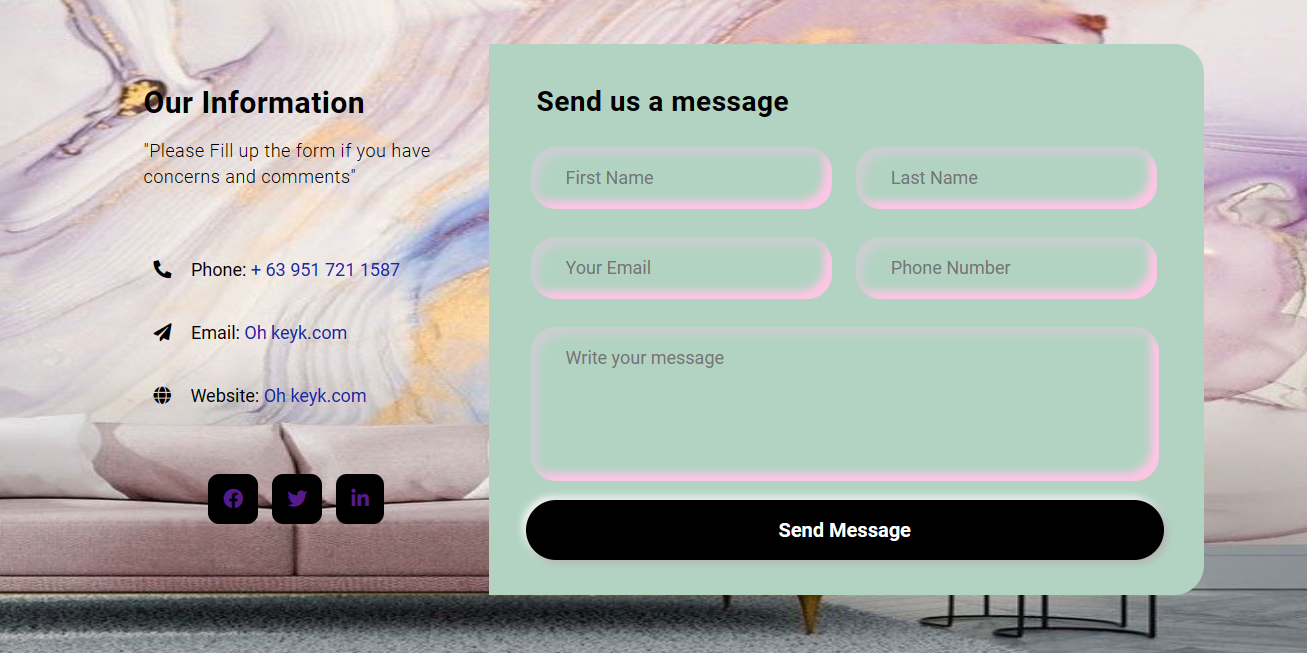 Our Information
"Please Fill up the form if you have
concerns and comments"
Phone: + 63 951 721 1587
Email: Oh keyk.com
Website: Oh keyk.com
Send us a message
First Name
Last Name
Your Email
Phone Number
Write your message
Send Message